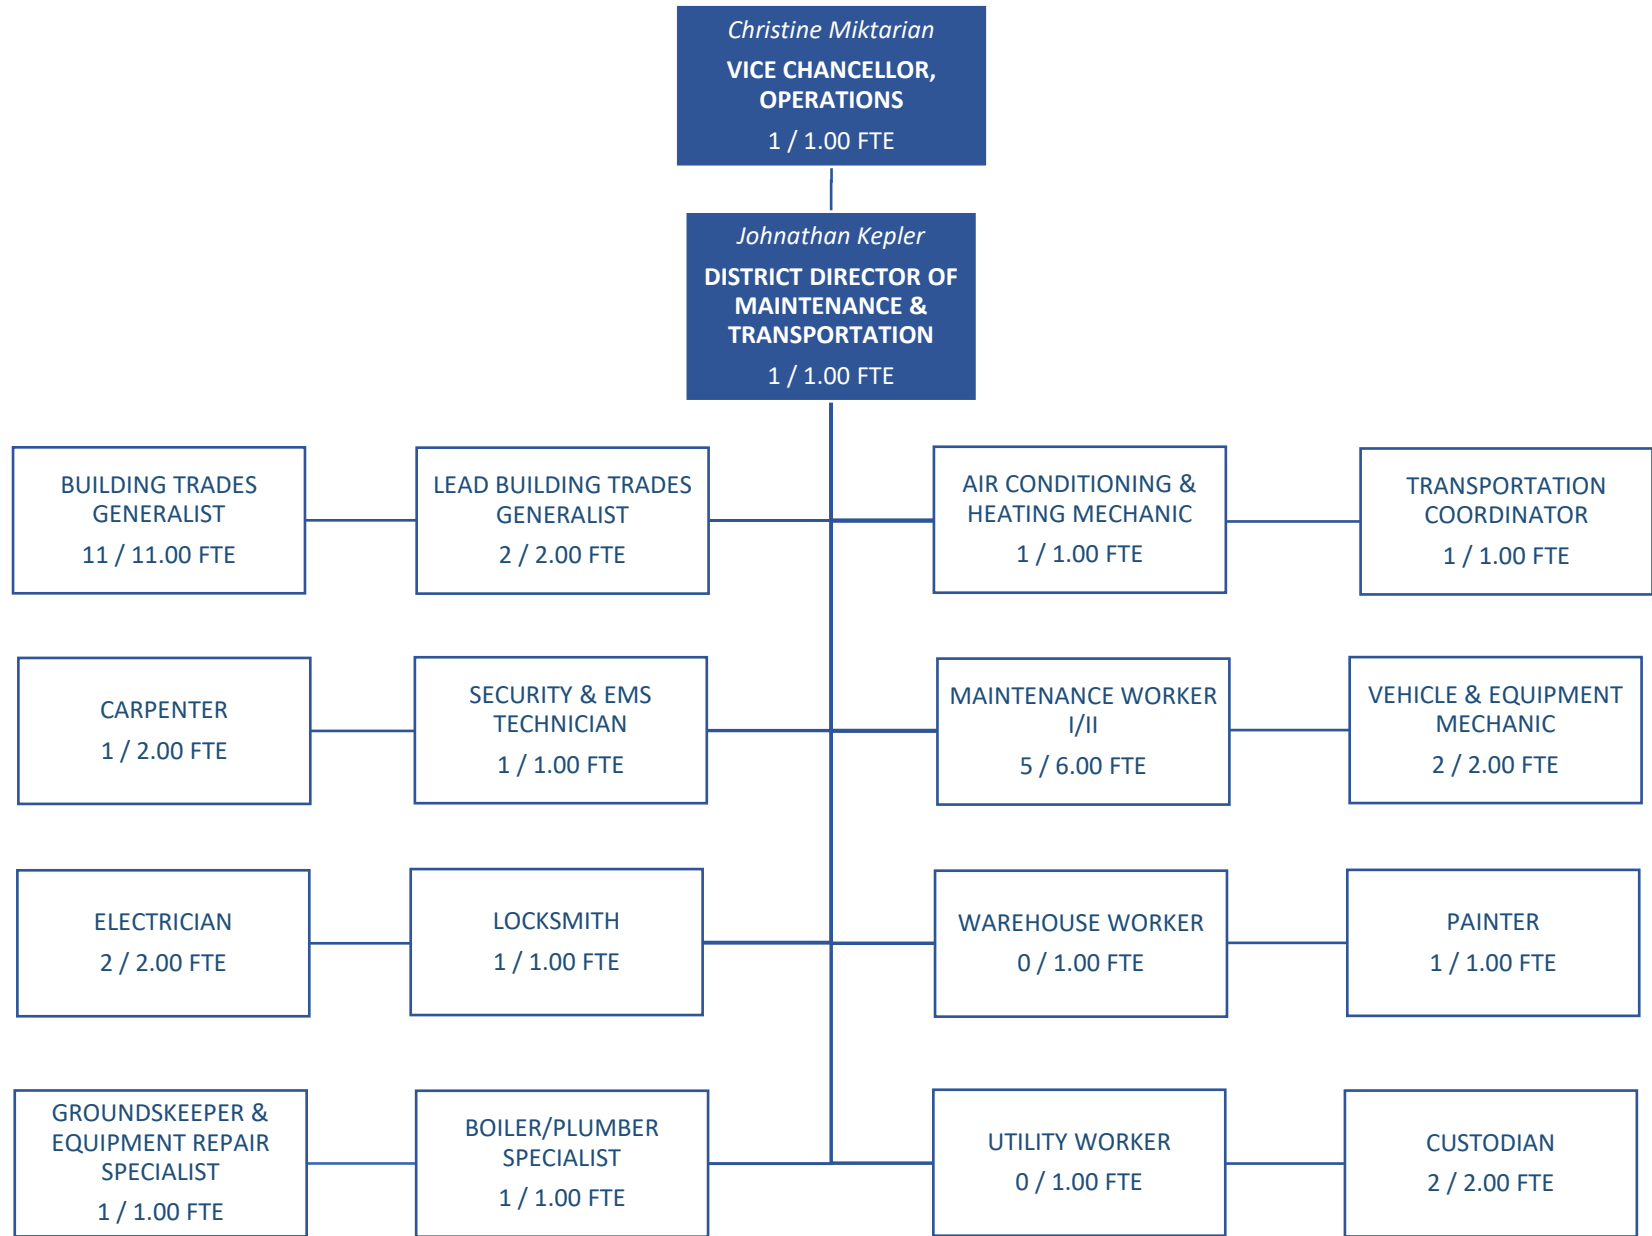 Christine Miktarian
VICE CHANCELLOR,
OPERATIONS
1 / 1.00 FTE
Johnathan Kepler
DISTRICT DIRECTOR OF
MAINTENANCE &
TRANSPORTATION
1 / 1.00 FTE
BUILDING TRADES
GENERALIST
11 / 11.00 FTE
LEAD BUILDING TRADES
GENERALIST
2 / 2.00 FTE
AIR CONDITIONING &
HEATING MECHANIC
1 / 1.00 FTE
TRANSPORTATION
COORDINATOR
1 / 1.00 FTE
CARPENTER
1 / 2.00 FTE
SECURITY & EMS
TECHNICIAN
1 / 1.00 FTE
MAINTENANCE WORKER
I/II
5 / 6.00 FTE
VEHICLE & EQUIPMENT
MECHANIC
2 / 2.00 FTE
ELECTRICIAN
2 / 2.00 FTE
LOCKSMITH
1 / 1.00 FTE
WAREHOUSE WORKER
0 / 1.00 FTE
PAINTER
1 / 1.00 FTE
GROUNDSKEEPER &
EQUIPMENT REPAIR
SPECIALIST
1 / 1.00 FTE
BOILER/PLUMBER
SPECIALIST
1 / 1.00 FTE
UTILITY WORKER
0 / 1.00 FTE
CUSTODIAN
2 / 2.00 FTE